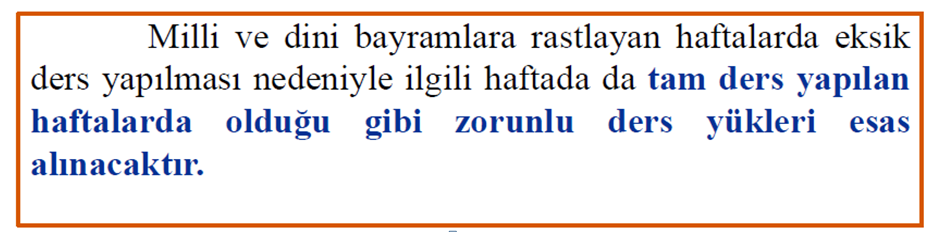 Milli ve dini bayramlara rastlayan haftalarda eksik
ders yapılması nedeniyle ilgili haftada da tam ders yapılan
haftalarda olduğu gibi zorunlu ders yükleri esas
alınacaktır.